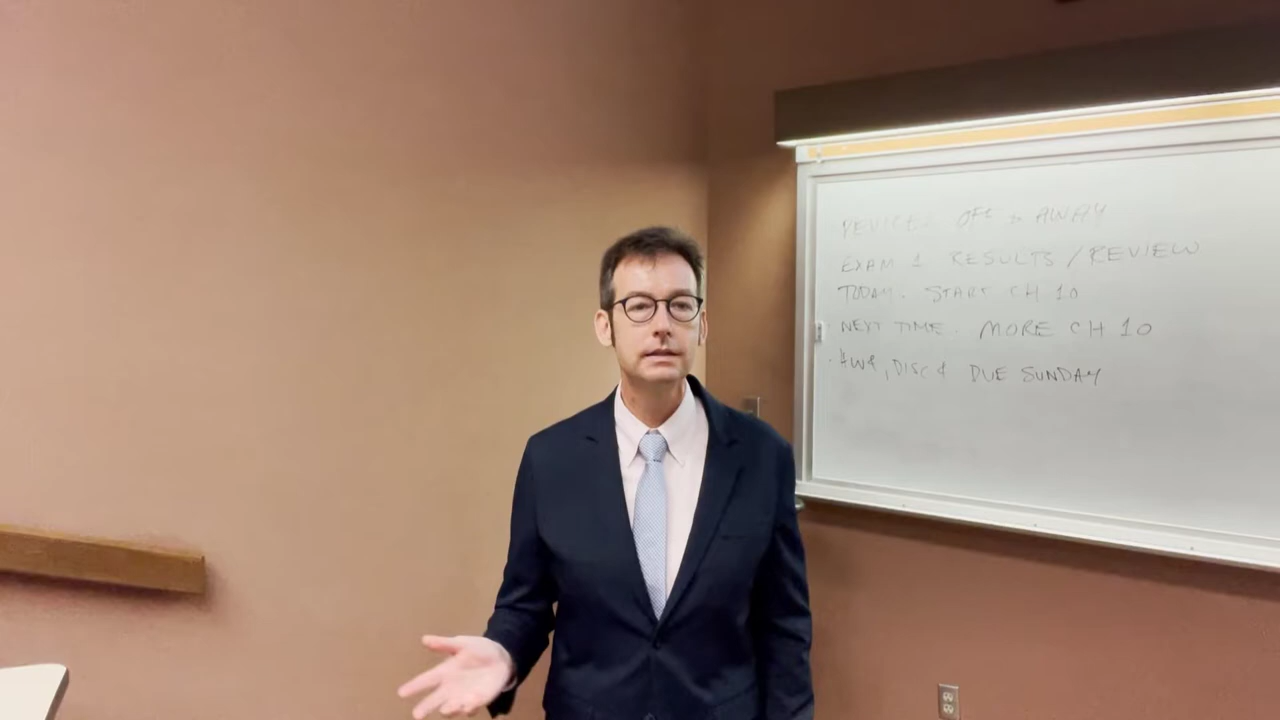 DEVICES OFF & AWAY
EXAM 1 RESULTS / REVIEW
TODAY. START CH 10
NEXT TIME. MORE CH 10
HW4, DISC 4 DUE SUNDAY